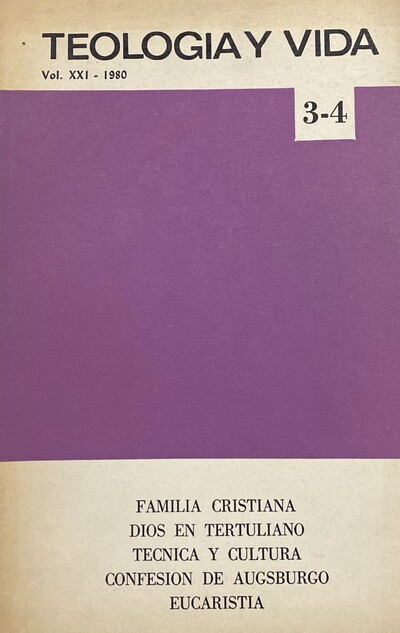 TEOLOGIA Y VIDA
Vol. XXI - 1980
3-4
FAMILIA CRISTIANA
DIOS EN TERTULIANO
TECNICA Y CULTURA
CONFESION DE AUGSBURGO
EUCARISTIA